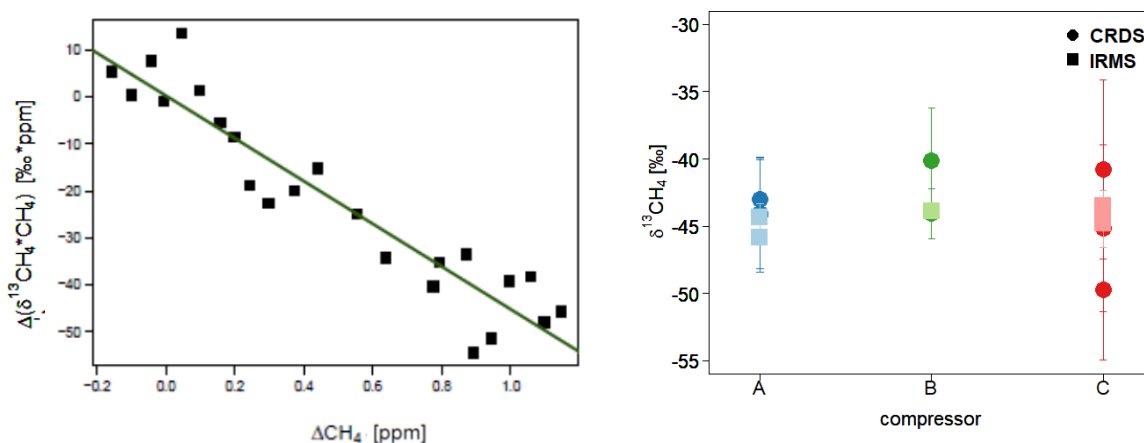 Δ(δ¹³CH₄*CH₄) [‰*ppm]
10
0
−10
−20
−30
−40
−50
−0.2 0.0 0.2 0.4 0.6 0.8 1.0
ΔCH₄ [ppm]
δ¹³CH₄ [‰]
-30
-35
-40
-45
-50
-55
CRDS
IRMS
A B C
compressor